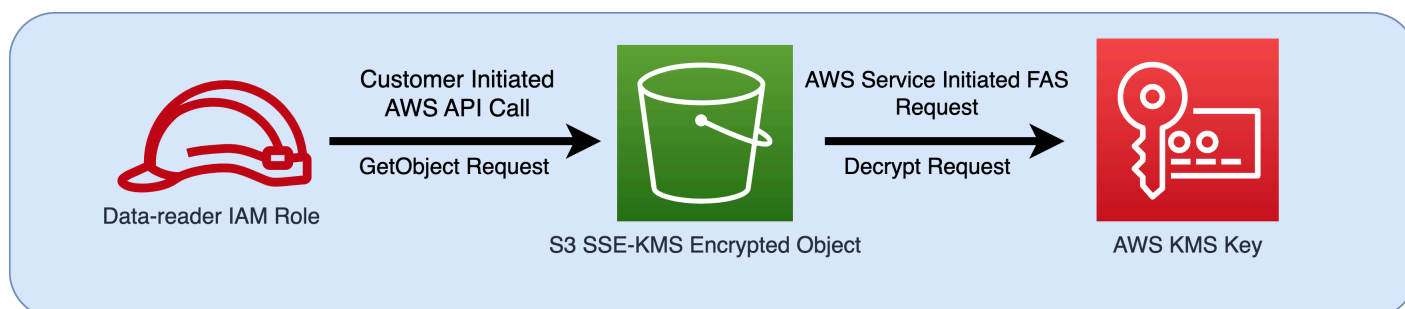 Customer Initiated
AWS API Call
GetObject Request
Data-reader IAM Role
S3 SSE-KMS Encrypted Object
AWS Service Initiated FAS
Request
Decrypt Request
AWS KMS Key